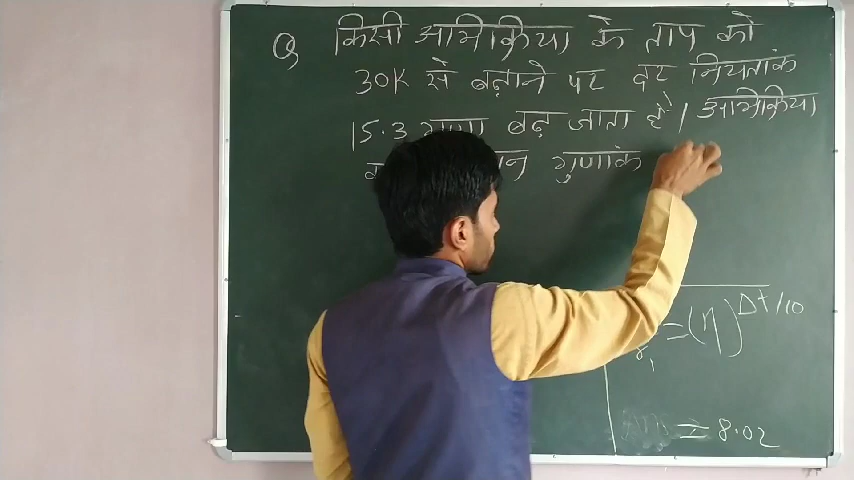 Q किसी अभिक्रिया के ताप को
30K से बढ़ाने पर दर नियतांक
15.3 गुणा बढ़ जाता है। अभिक्रिया
गुणांक
=(η)^Δt/10
= 8.02